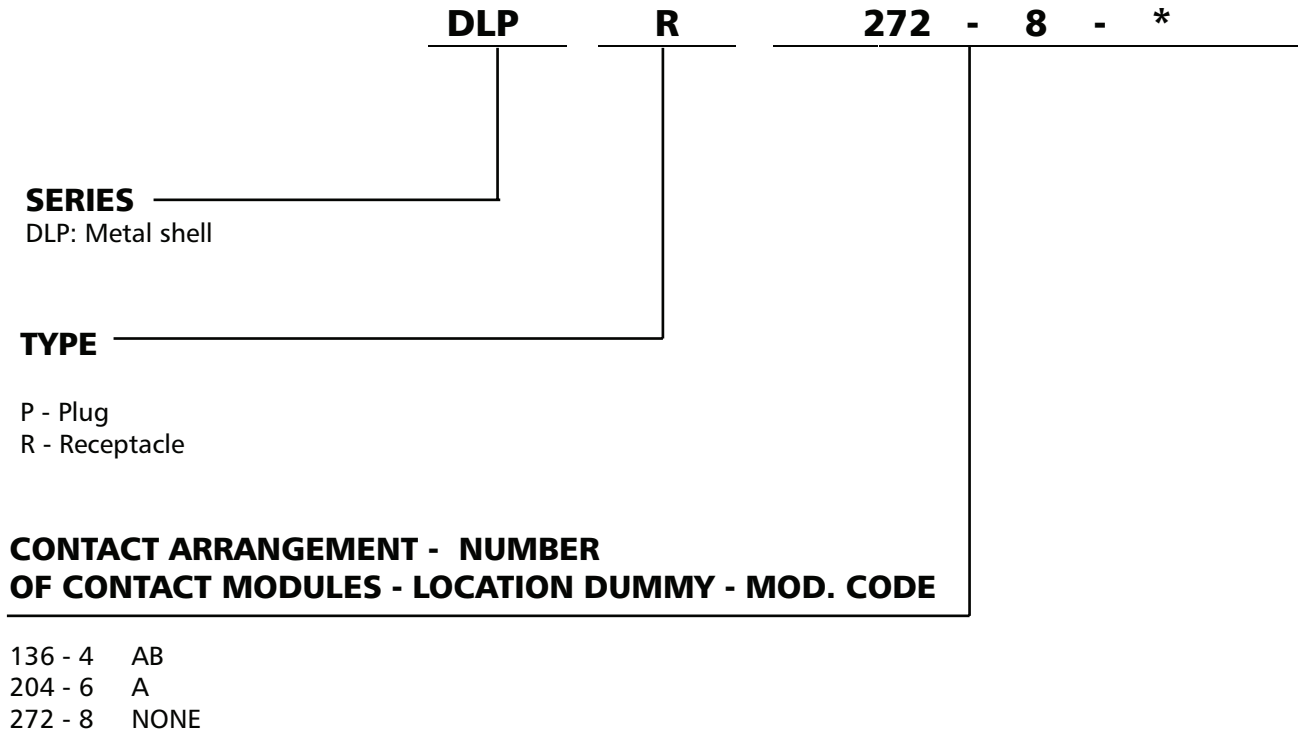 DLP R 272 - 8 - *
SERIES
DLP: Metal shell
TYPE
P - Plug
R - Receptacle
CONTACT ARRANGEMENT - NUMBER
OF CONTACT MODULES - LOCATION DUMMY - MOD. CODE
136 - 4 AB
204 - 6 A
272 - 8 NONE